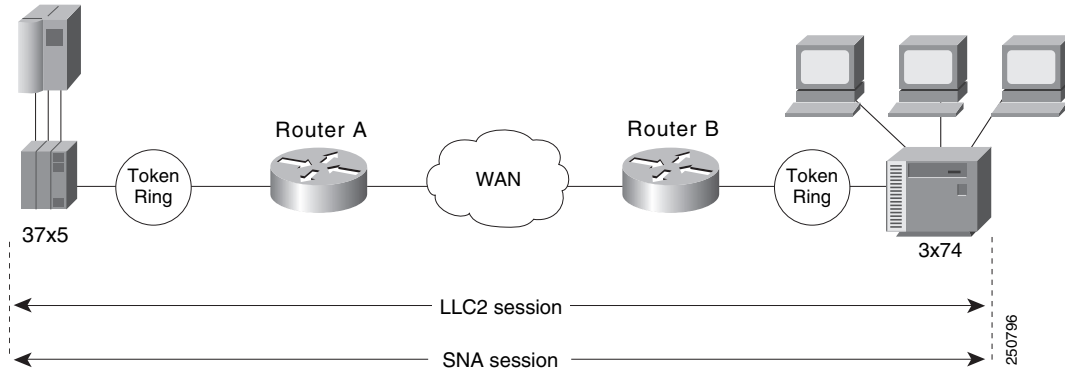 Router A
Router B
Token
Ring
WAN
Token
Ring
37x5
3x74
LLC2 session
SNA session
250796